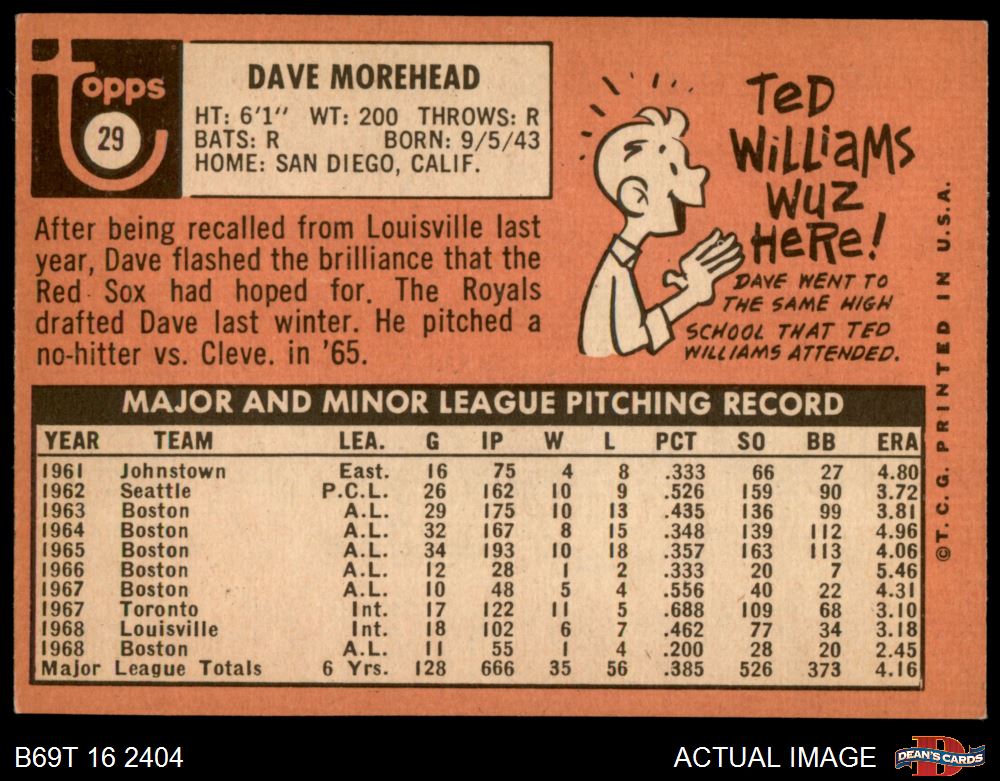 Topps
29
DAVE MOREHEAD
HT: 6'1" WT: 200 THROWS: R
BATS: R BORN: 9/5/43
HOME: SAN DIEGO, CALIF.
After being recalled from Louisville last
year, Dave flashed the brilliance that the
Red Sox had hoped for. The Royals
drafted Dave last winter. He pitched a
no-hitter vs. Cleve. in '65.
TeD
WiLLiaMS
WuZ
HeRe!
DAVE WENT TO
THE SAME HIGH
SCHOOL THAT TED
WILLIAMS ATTENDED.
©T. C. G. PRINTED IN U.S.A.
MAJOR AND MINOR LEAGUE PITCHING RECORD
YEAR TEAM LEA. G IP W L PCT SO BB ERA
1961 Johnstown East. 16 75 4 8 .333 66 27 4.80
1962 Seattle P.C.L. 26 162 10 9 .526 159 90 3.72
1963 Boston A.L. 29 175 10 13 .435 136 99 3.81
1964 Boston A.L. 32 167 8 15 .348 139 112 4.96
1965 Boston A.L. 34 193 10 18 .357 163 113 4.06
1966 Boston A.L. 12 28 1 2 .333 20 7 5.46
1967 Boston A.L. 10 48 5 4 .556 40 22 4.31
1967 Toronto Int. 17 122 11 5 .688 109 68 3.10
1968 Louisville Int. 18 102 6 7 .462 77 34 3.18
1968 Boston A.L. 11 55 1 4 .200 28 20 2.45
Major League Totals 6 Yrs. 128 666 35 56 .385 526 373 4.16
B69T 16 2404
ACTUAL IMAGE
D
DEAN'S CARDS